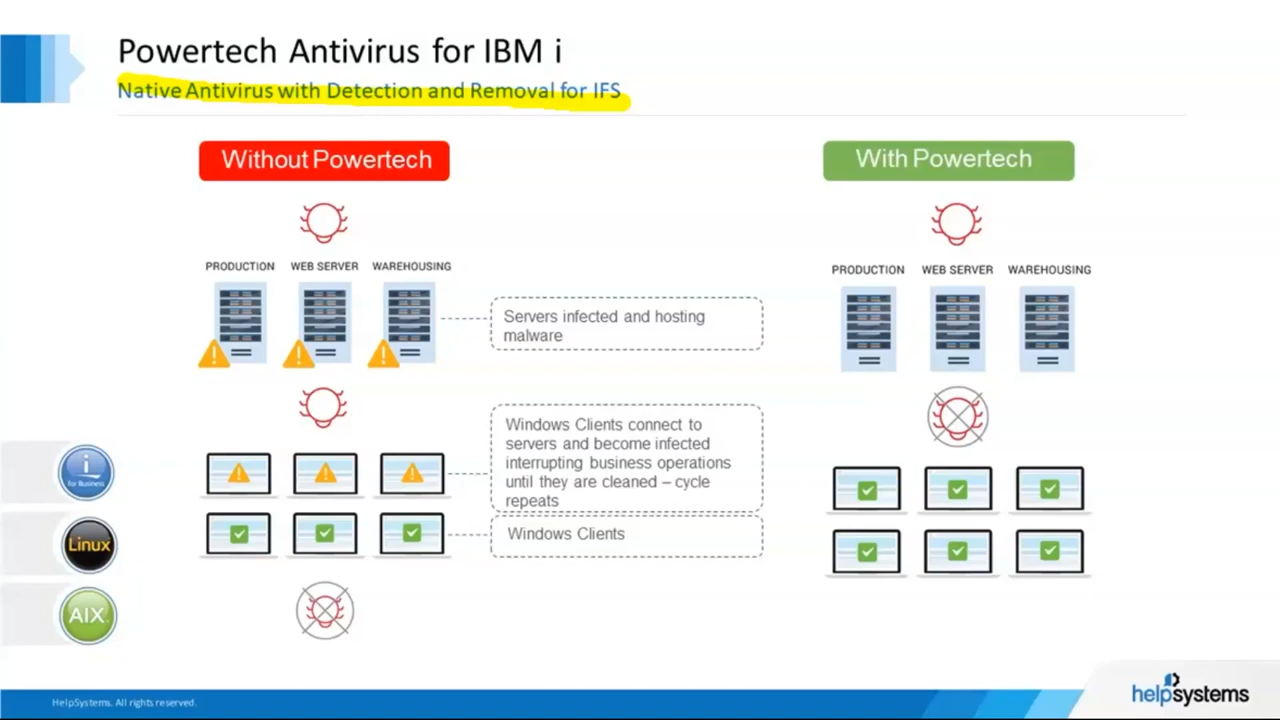 Powertech Antivirus for IBM i
Native Antivirus with Detection and Removal for IFS
Without Powertech
With Powertech
PRODUCTION WEB SERVER WAREHOUSING
PRODUCTION WEB SERVER WAREHOUSING
Servers infected and hosting
malware
Windows Clients connect to
servers and become infected
interrupting business operations
until they are cleaned – cycle
repeats
Windows Clients
i
for Business
Linux
AIX
HelpSystems. All rights reserved.
helpsystems